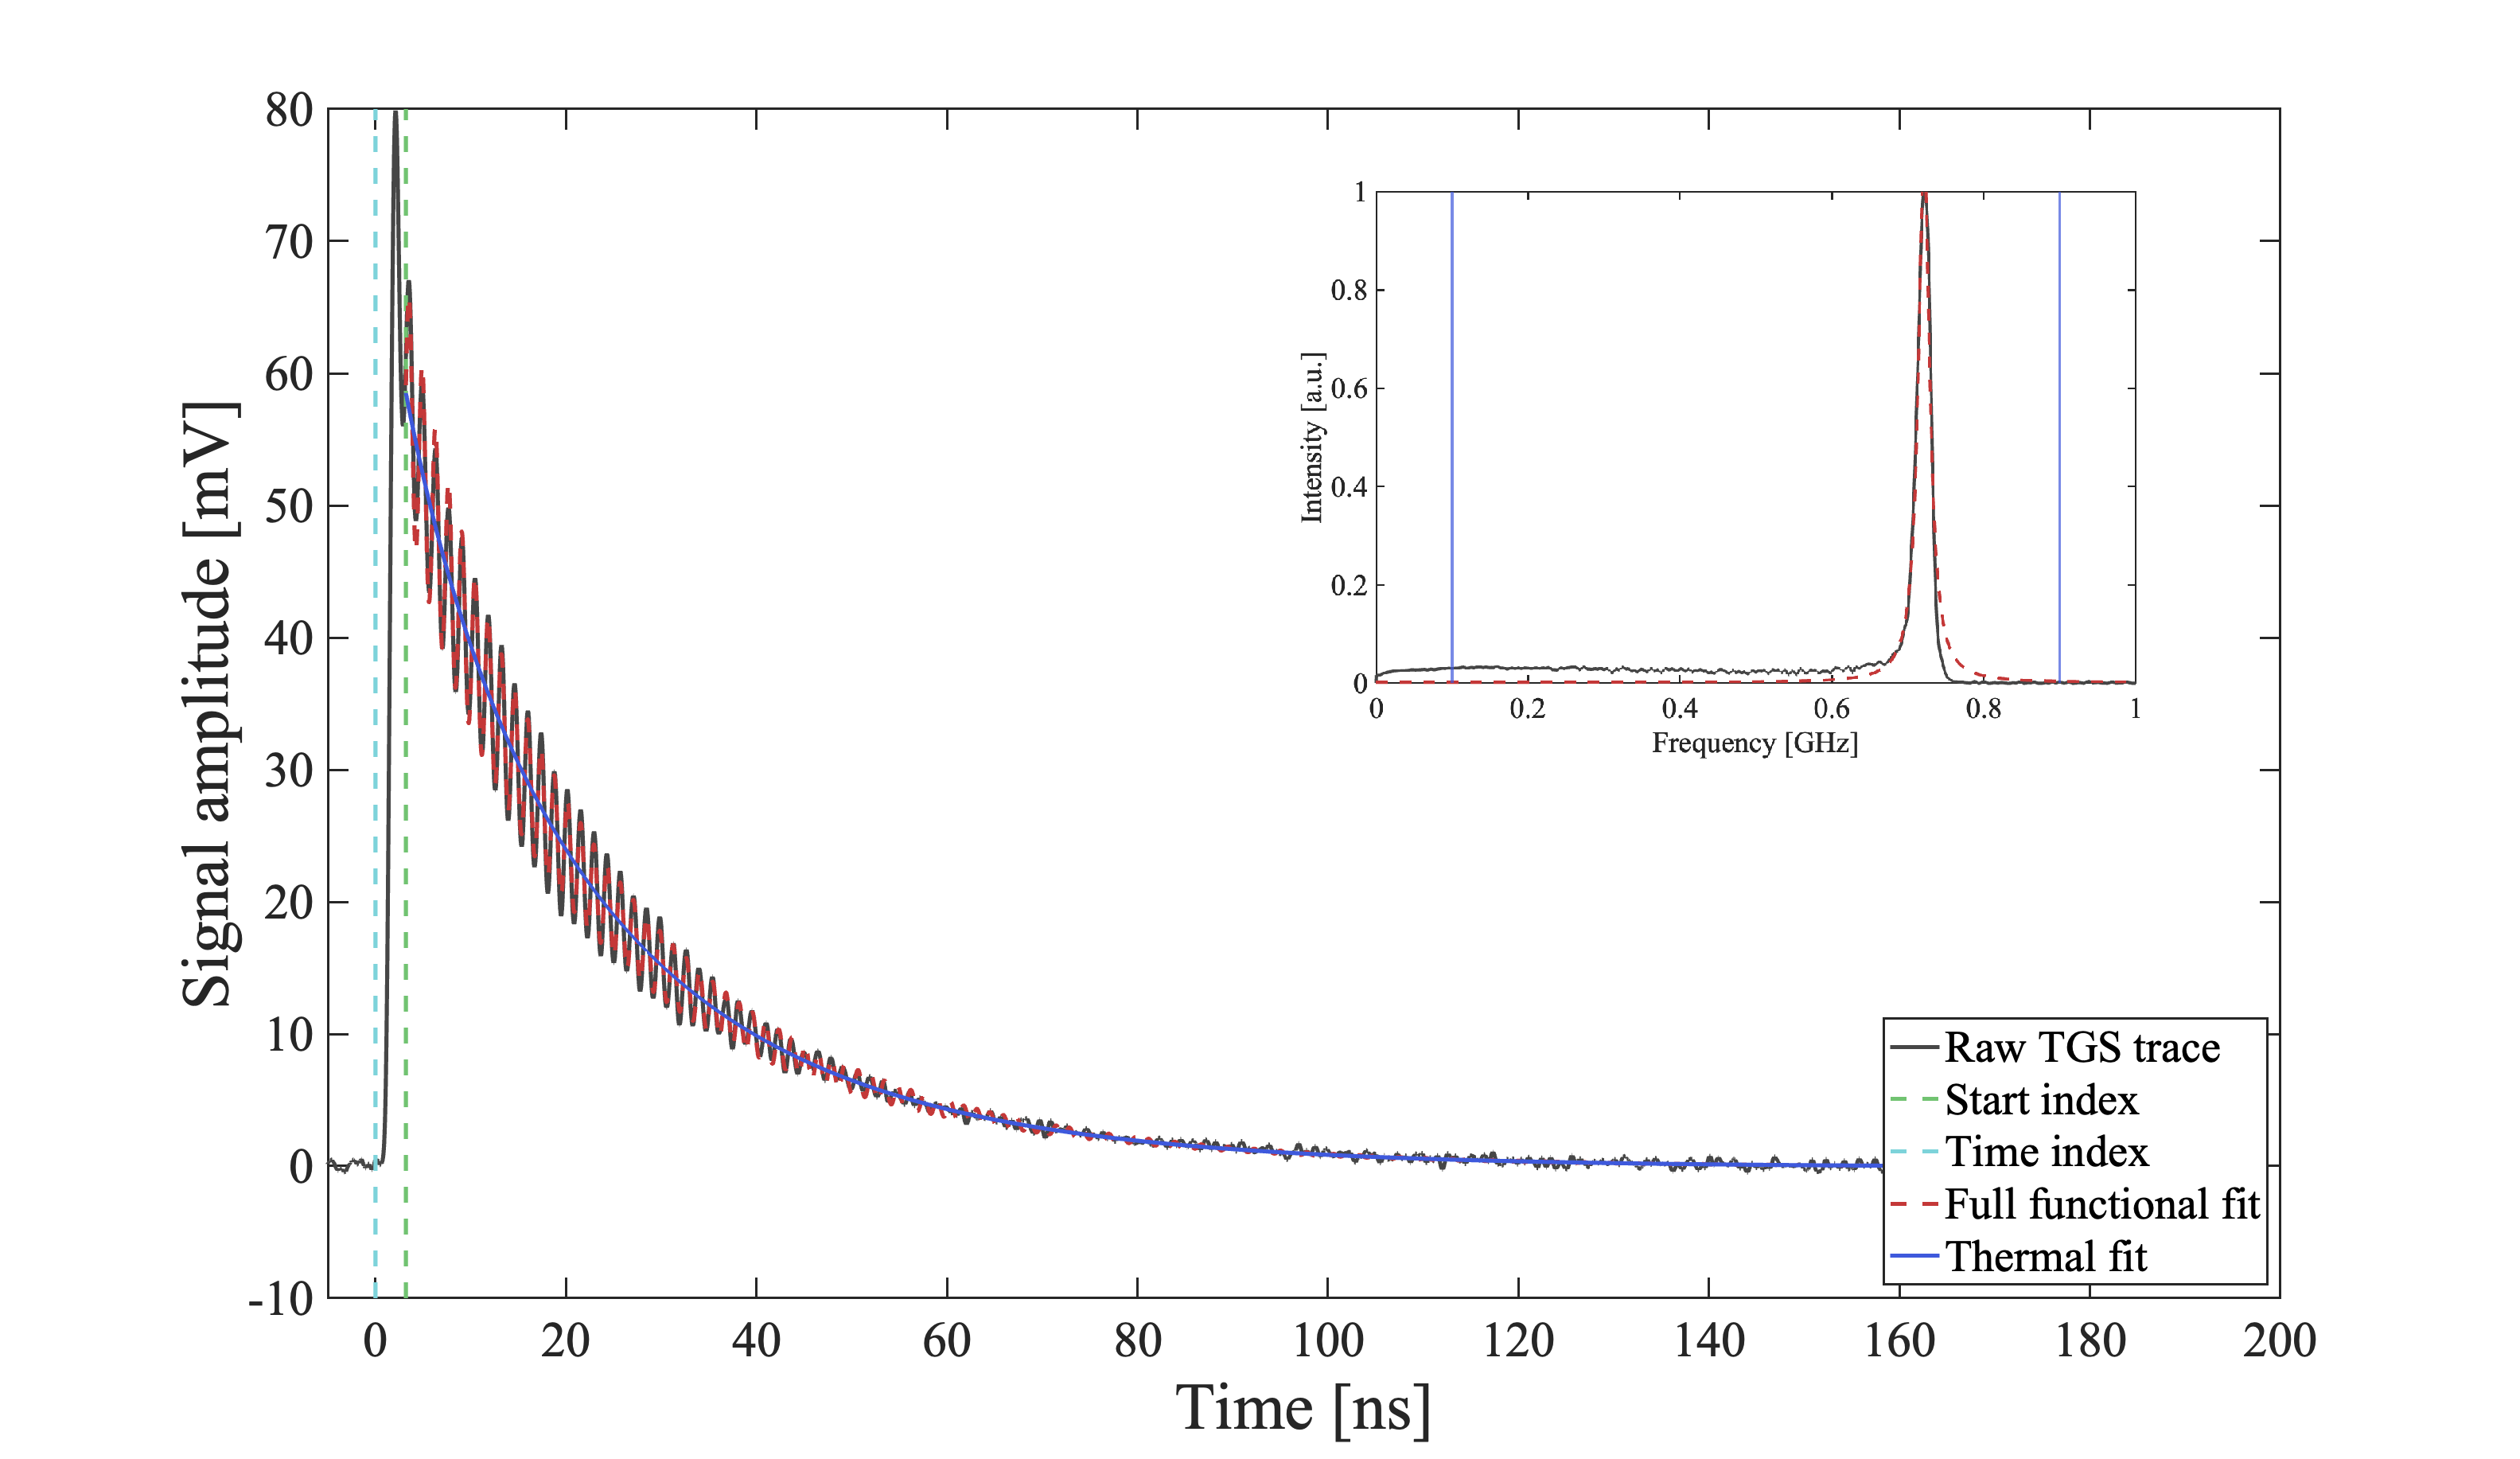 Signal amplitude [mV]
80
70
60
50
40
30
20
10
0
-10
0 20 40 60 80 100 120 140 160 180 200
Time [ns]
Intensity [a.u.]
1
0.8
0.6
0.4
0.2
0
0 0.2 0.4 0.6 0.8 1
Frequency [GHz]
Raw TGS trace
Start index
Time index
Full functional fit
Thermal fit